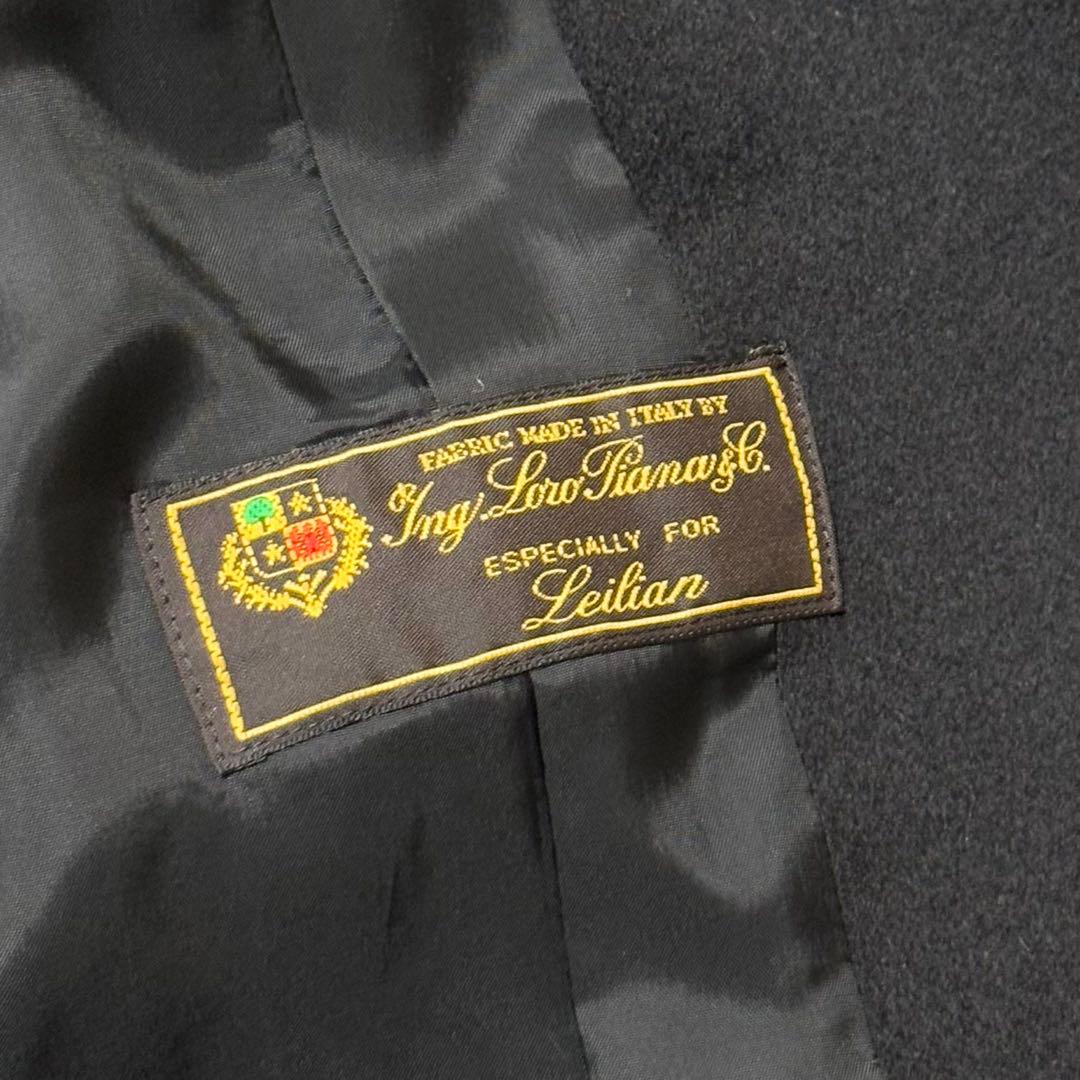 FABRIC MADE IN ITALY BY
Ing. Loro Piana & C.
ESPECIALLY FOR
Leilian